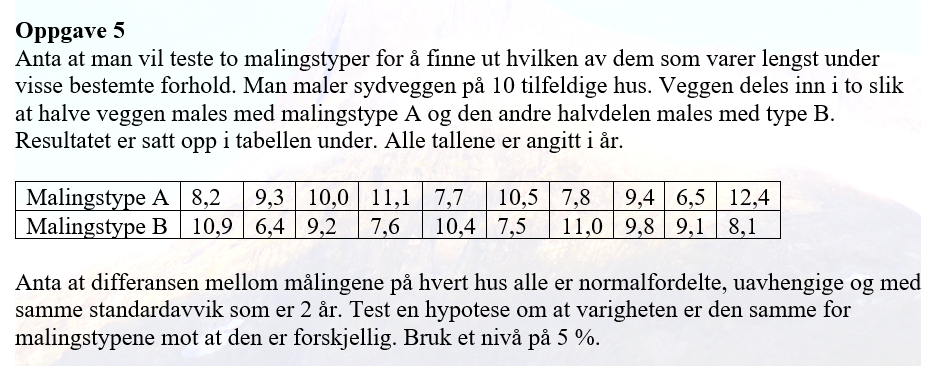 Oppgave 5
Anta at man vil teste to malingstyper for å finne ut hvilken av dem som varer lengst under
visse bestemte forhold. Man maler sydveggen på 10 tilfeldige hus. Veggen deles inn i to slik
at halve veggen males med malingstype A og den andre halvdelen males med type B.
Resultatet er satt opp i tabellen under. Alle tallene er angitt i år.
Malingstype A 8,2 9,3 10,0 11,1 7,7 10,5 7,8 9,4 6,5 12,4
Malingstype B 10,9 6,4 9,2 7,6 10,4 7,5 11,0 9,8 9,1 8,1
Anta at differansen mellom målingene på hvert hus alle er normalfordelte, uavhengige og med
samme standardavvik som er 2 år. Test en hypotese om at varigheten er den samme for
malingstypene mot at den er forskjellig. Bruk et nivå på 5 %.